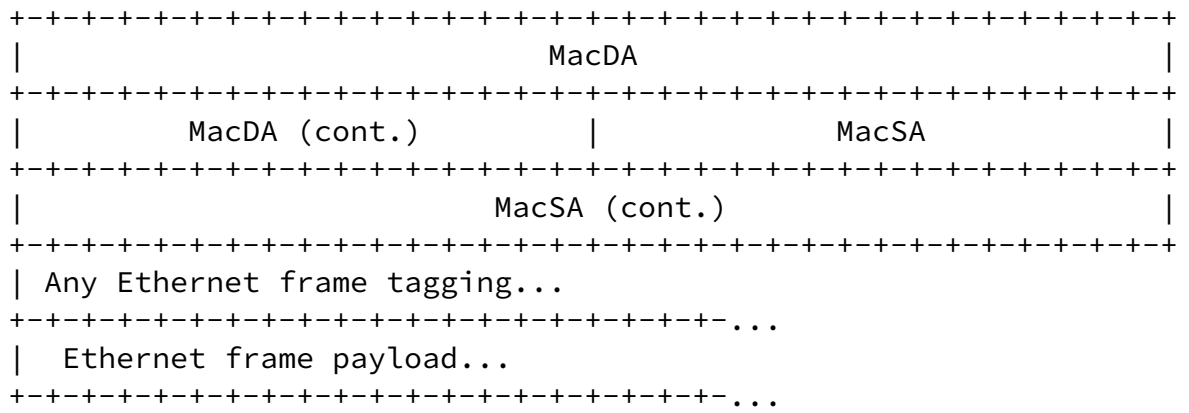 +-+-+-+-+-+-+-+-+-+-+-+-+-+-+-+-+-+-+-+-+-+-+-+-+-+-+-+-+-+-+-+-+
| MacDA |
+-+-+-+-+-+-+-+-+-+-+-+-+-+-+-+-+-+-+-+-+-+-+-+-+-+-+-+-+-+-+-+-+
| MacDA (cont.) | MacSA |
+-+-+-+-+-+-+-+-+-+-+-+-+-+-+-+-+-+-+-+-+-+-+-+-+-+-+-+-+-+-+-+-+
| MacSA (cont.) |
+-+-+-+-+-+-+-+-+-+-+-+-+-+-+-+-+-+-+-+-+-+-+-+-+-+-+-+-+-+-+-+-+
| Any Ethernet frame tagging...
+-+-+-+-+-+-+-+-+-+-+-+-+-+-+-+-+-+-+-+-...
| Ethernet frame payload...
+-+-+-+-+-+-+-+-+-+-+-+-+-+-+-+-+-+-+-+-...